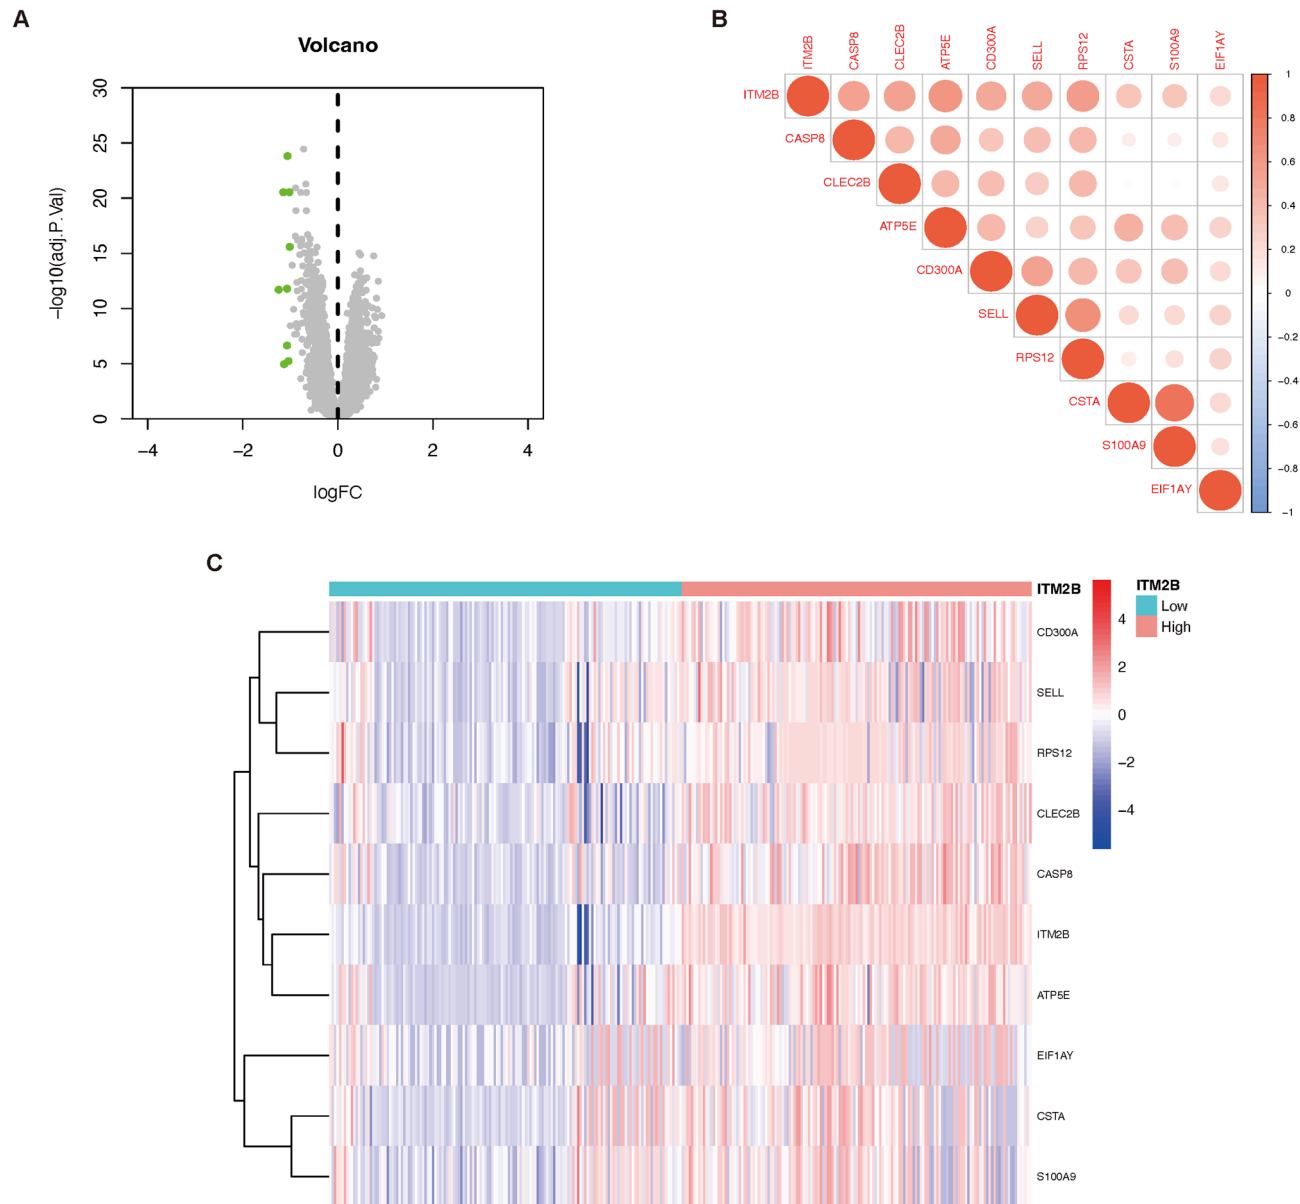 A
Volcano
30
25
20
15
10
5
0
−4
−2
0
2
4
−log10(adj.P.Val)
logFC
B
ITM2B
CASP8
CLEC2B
ATP5E
CD300A
SELL
RPS12
CSTA
S100A9
EIF1AY
ITM2B
CASP8
CLEC2B
ATP5E
CD300A
SELL
RPS12
CSTA
S100A9
EIF1AY
1
0.8
0.6
0.4
0.2
0
−0.2
−0.4
−0.6
−0.8
−1
C
ITM2B
CD300A
SELL
RPS12
CLEC2B
CASP8
ITM2B
ATP5E
EIF1AY
CSTA
S100A9
4
2
0
−2
−4
ITM2B
Low
High